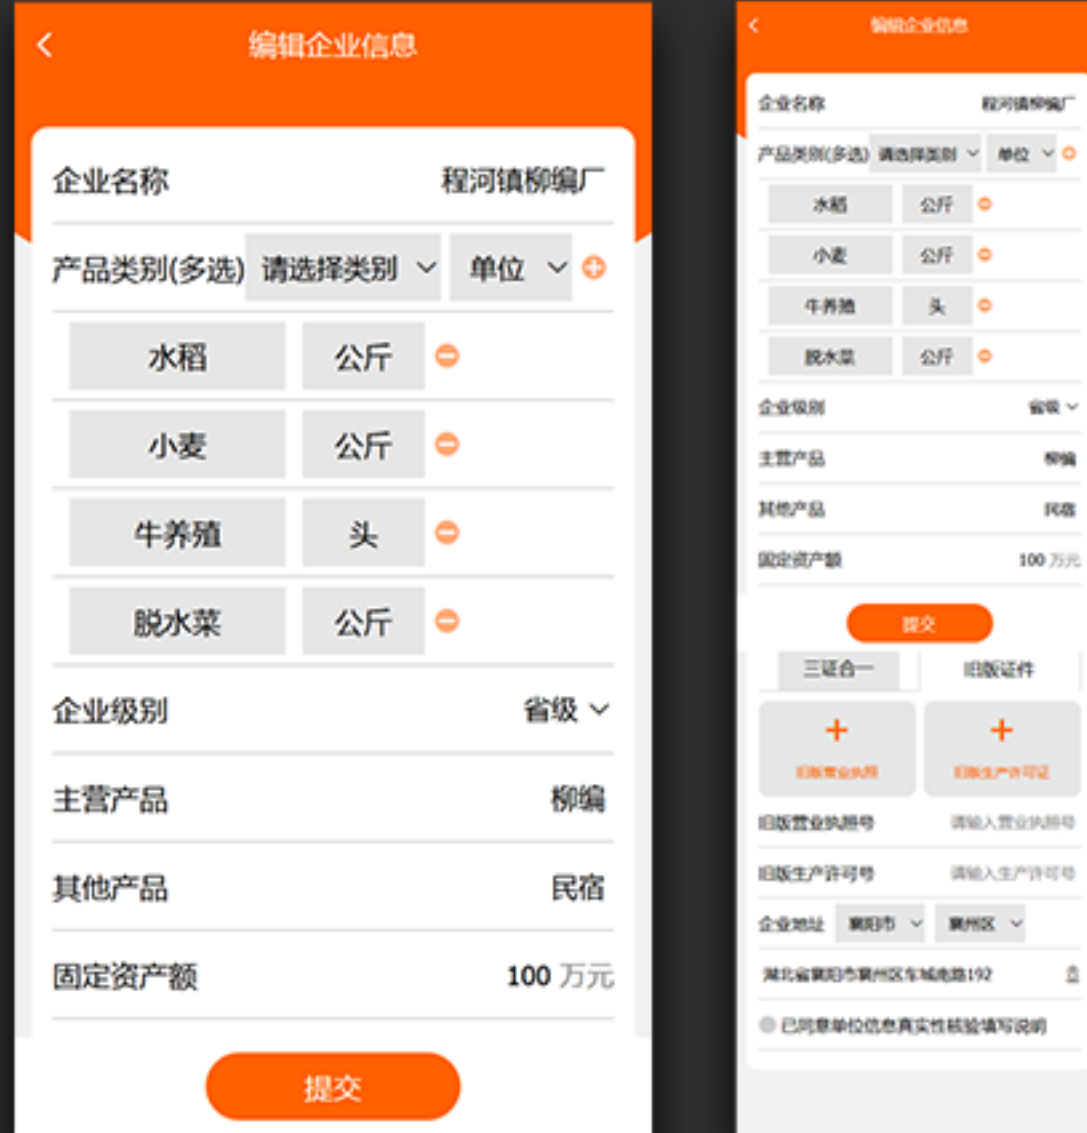 编辑企业信息
企业名称 程河镇柳编厂
产品类别(多选) 请选择类别 单位
水稻 公斤
小麦 公斤
牛养殖 头
脱水菜 公斤
企业级别 省级
主营产品 柳编
其他产品 民宿
固定资产额 100 万元
提交
编辑企业信息
企业名称 程河镇柳编厂
产品类别(多选) 请选择类别 单位
水稻 公斤
小麦 公斤
牛养殖 头
脱水菜 公斤
企业级别 省级
主营产品 柳编
其他产品 民宿
固定资产额 100 万元
提交
三证合一 旧版证件
旧版营业执照 旧版生产许可证
旧版营业执照号 请输入营业执照号
旧版生产许可号 请输入生产许可号
企业地址 襄阳市 襄州区
湖北省襄阳市襄州区车城南路192
已同意单位信息真实性核验填写说明